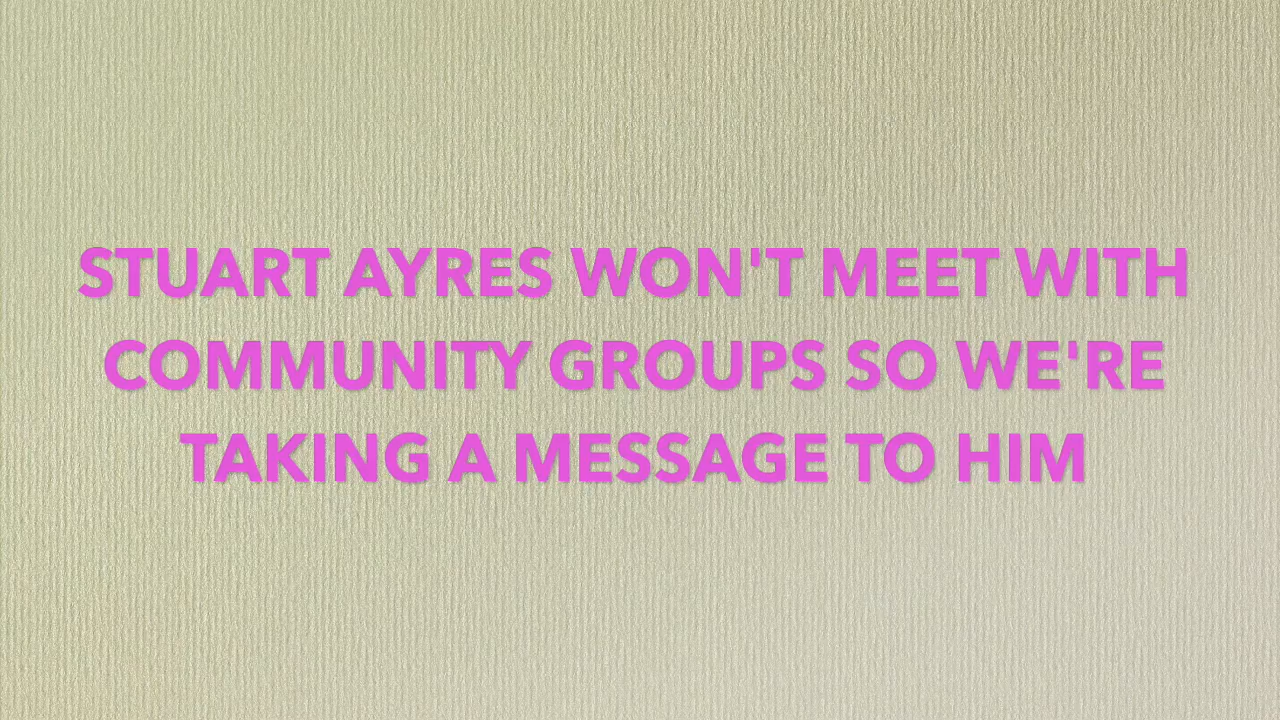 STUART AYRES WON'T MEET WITH
COMMUNITY GROUPS SO WE'RE
TAKING A MESSAGE TO HIM